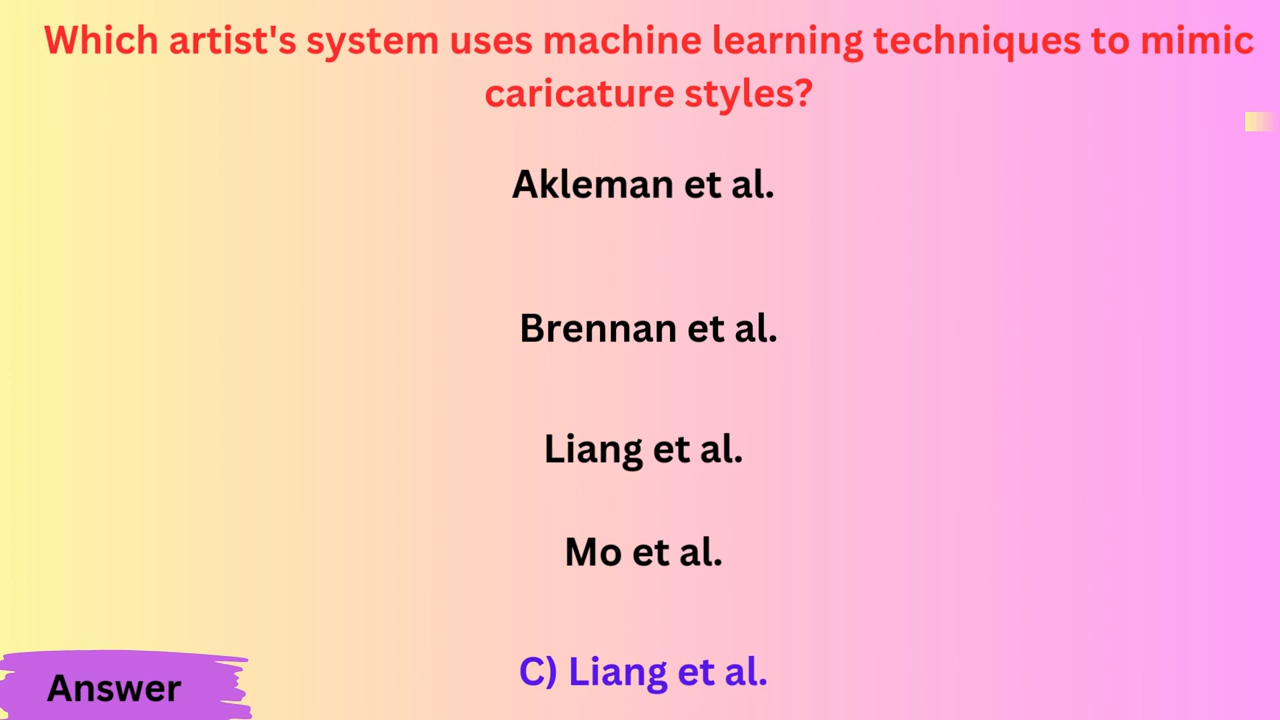 Which artist's system uses machine learning techniques to mimic
caricature styles?
Akleman et al.
Brennan et al.
Liang et al.
Mo et al.
C) Liang et al.
Answer